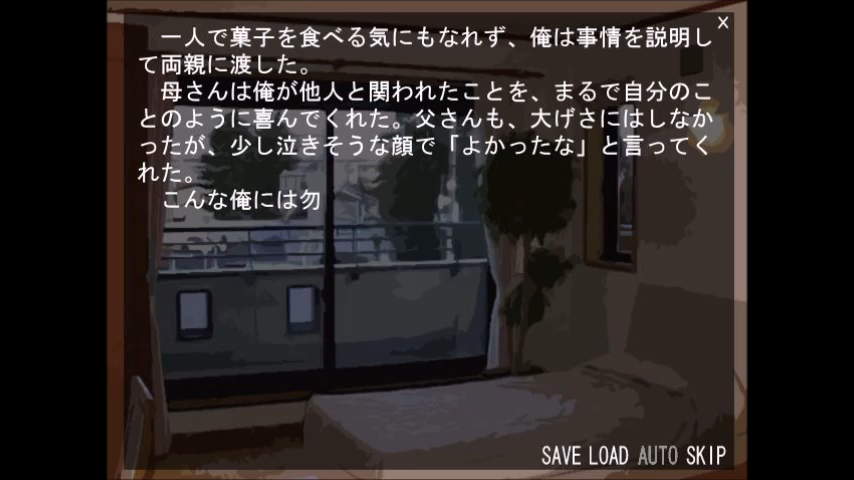 ×
　一人で菓子を食べる気にもなれず、俺は事情を説明し
て両親に渡した。
　母さんは俺が他人と関われたことを、まるで自分のこ
とのように喜んでくれた。父さんも、大げさにはしなか
ったが、少し泣きそうな顔で「よかったな」と言ってく
れた。
　こんな俺には勿
SAVE LOAD AUTO SKIP